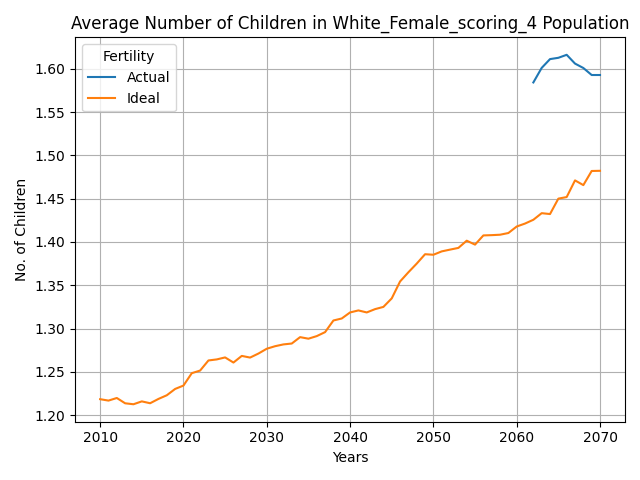 Average Number of Children in White_Female_scoring_4 Population
Fertility
Actual
Ideal
No. of Children
1.60
1.55
1.50
1.45
1.40
1.35
1.30
1.25
1.20
2010 2020 2030 2040 2050 2060 2070
Years